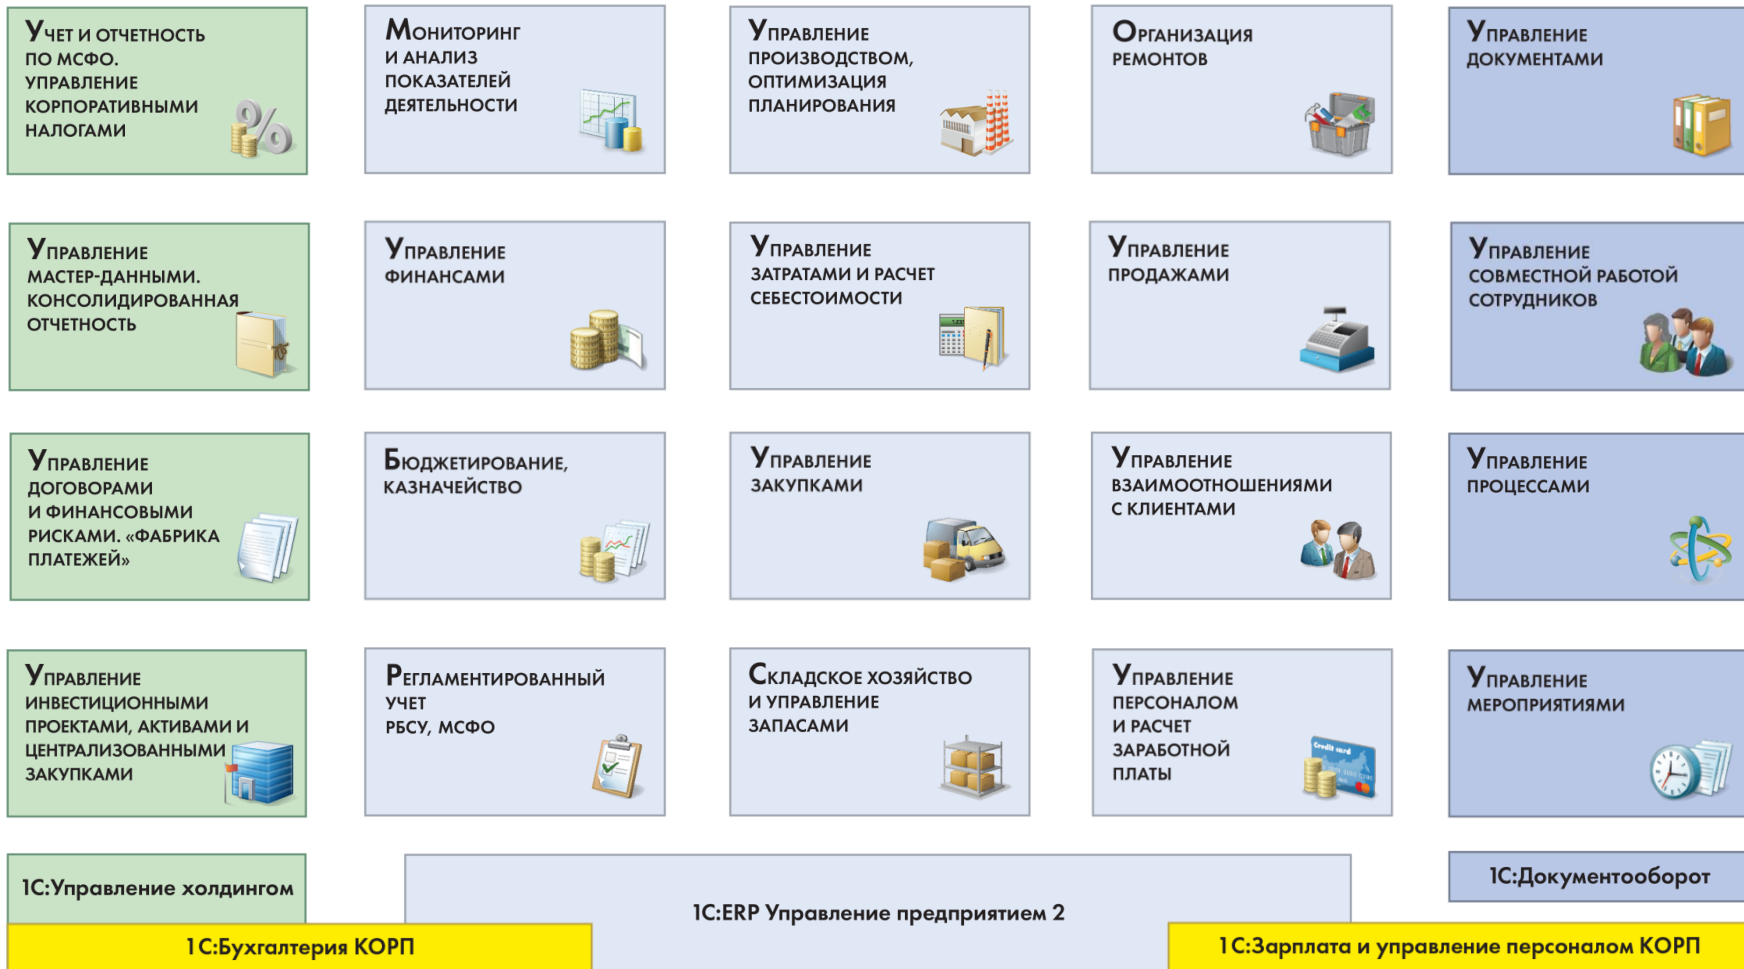 Учет и отчетность
по МСФО.
Управление
корпоративными
налогами
Мониторинг
и анализ
показателей
деятельности
Управление
производством,
оптимизация
планирования
Организация
ремонтов
Управление
документами
Управление
мастер-данными.
Консолидированная
отчетность
Управление
финансами
Управление
затратами и расчет
себестоимости
Управление
продажами
Управление
совместной работой
сотрудников
Управление
договорами
и финансовыми
рисками. «Фабрика
платежей»
Бюджетирование,
казначейство
Управление
закупками
Управление
взаимоотношениями
с клиентами
Управление
процессами
Управление
инвестиционными
проектами, активами и
централизованными
закупками
Регламентированный
учет
РБСУ, МСФО
Складское хозяйство
и управление
запасами
Управление
персоналом
и расчет
заработной
платы
Credit card
Управление
мероприятиями
1С:Управление холдингом
1С:ERP Управление предприятием 2
1С:Документооборот
1С:Бухгалтерия КОРП
1С:Зарплата и управление персоналом КОРП